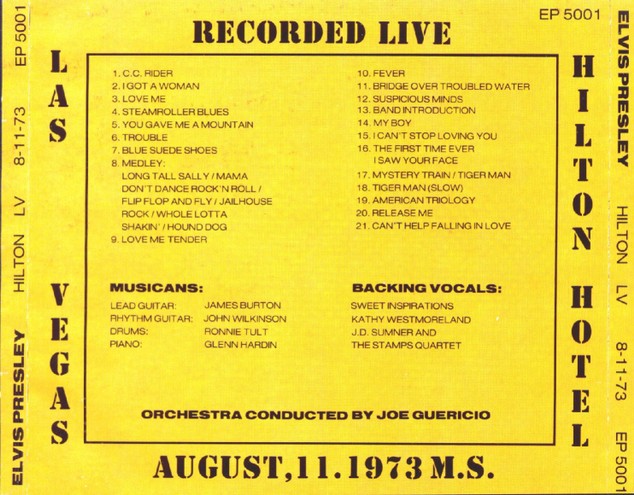 EP 5001
RECORDED LIVE
LAS VEGAS
HILTON HOTEL
1. C.C. RIDER
2. I GOT A WOMAN
3. LOVE ME
4. STEAMROLLER BLUES
5. YOU GAVE ME A MOUNTAIN
6. TROUBLE
7. BLUE SUEDE SHOES
8. MEDLEY:
LONG TALL SALLY / MAMA
DON'T DANCE ROCK'N ROLL /
FLIP FLOP AND FLY / JAILHOUSE
ROCK / WHOLE LOTTA
SHAKIN' / HOUND DOG
9. LOVE ME TENDER
10. FEVER
11. BRIDGE OVER TROUBLED WATER
12. SUSPICIOUS MINDS
13. BAND INTRODUCTION
14. MY BOY
15. I CAN'T STOP LOVING YOU
16. THE FIRST TIME EVER
I SAW YOUR FACE
17. MYSTERY TRAIN / TIGER MAN
18. TIGER MAN (SLOW)
19. AMERICAN TRIOLOGY
20. RELEASE ME
21. CAN'T HELP FALLING IN LOVE
MUSICANS:
LEAD GUITAR: JAMES BURTON
RHYTHM GUITAR: JOHN WILKINSON
DRUMS: RONNIE TULT
PIANO: GLENN HARDIN
BACKING VOCALS:
SWEET INSPIRATIONS
KATHY WESTMORELAND
J.D. SUMNER AND
THE STAMPS QUARTET
ORCHESTRA CONDUCTED BY JOE GUERICIO
AUGUST,11.1973 M.S.
ELVIS PRESLEY HILTON LV 8-11-73 EP 5001
ELVIS PRESLEY HILTON LV 8-11-73 EP 5001